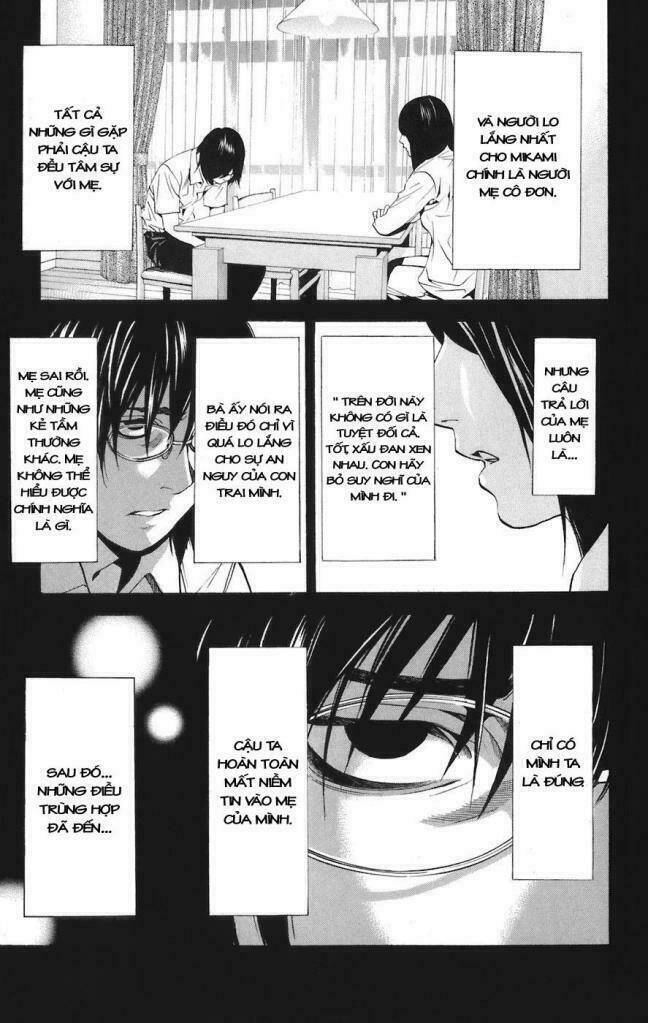 VÀ NGƯỜI LO
LẮNG NHẤT
CHO MIKAMI
CHÍNH LÀ NGƯỜI
MẸ CÔ ĐƠN.
TẤT CẢ
NHỮNG GÌ GẶP
PHẢI CẬU TA
ĐỀU TÂM SỰ
VỚI MẸ.
NHƯNG
CÂU
TRẢ LỜI
CỦA MẸ
LUÔN
LÀ...
" TRÊN ĐỜI NÀY
KHÔNG CÓ GÌ LÀ
TUYỆT ĐỐI CẢ.
TỐT, XẤU ĐAN XEN
NHAU. CON HÃY
BỎ SUY NGHĨ CỦA
MÌNH ĐI. "
BÀ ẤY NÓI RA
ĐIỀU ĐÓ CHỈ VÌ
QUÁ LO LẮNG
CHO SỰ AN
NGUY CỦA CON
TRAI MÌNH.
MẸ SAI RỒI.
MẸ CŨNG
NHƯ NHỮNG
KẺ TẦM
THƯỜNG
KHÁC. MẸ
KHÔNG THỂ
HIỂU ĐƯỢC
CHÍNH NGHĨA
LÀ GÌ.
CHỈ CÓ
MÌNH TA
LÀ ĐÚNG.
CẬU TA
HOÀN TOÀN
MẤT NIỀM
TIN VÀO MẸ
CỦA MÌNH.
SAU ĐÓ...
NHỮNG ĐIỀU
TRÙNG HỢP
ĐÃ ĐẾN...